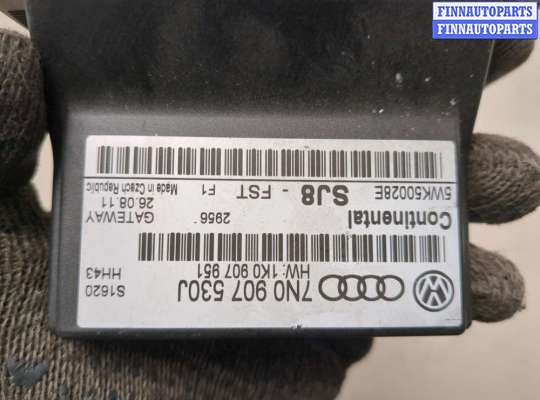 FINNAUTOPARTS
FINNAUTOPARTS
7N0 907 530J
HW: 1K0 907 951
S1620
HH43
Continental
2956
GATEWAY
26.08.11
Made in Czech Republic
5WK50028E
SJ8 - FST F1